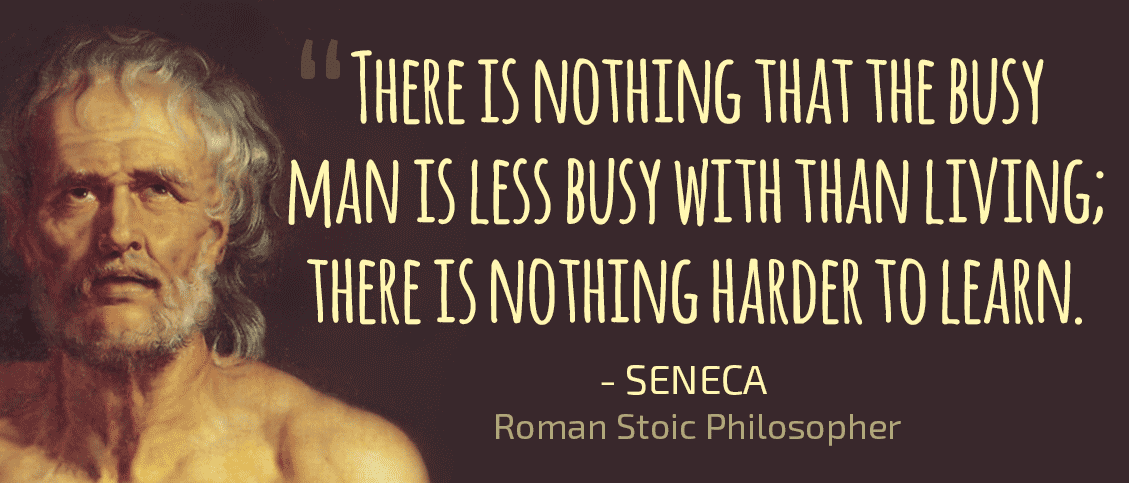 “There is nothing that the busy
man is less busy with than living;
there is nothing harder to learn.
- SENECA
Roman Stoic Philosopher